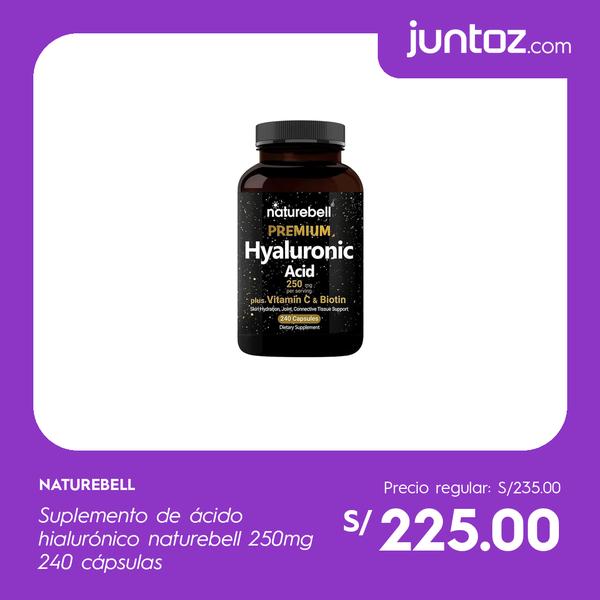 juntoz.com
naturebell
PREMIUM
Hyaluronic
Acid
250 mg
per serving
plus Vitamin C & Biotin
Skin Hydration, Joint, Connective Tissue Support
240 Capsules
Dietary Supplement
NATUREBELL
Suplemento de ácido
hialurónico naturebell 250mg
240 cápsulas
Precio regular: S/235.00
S/ 225.00